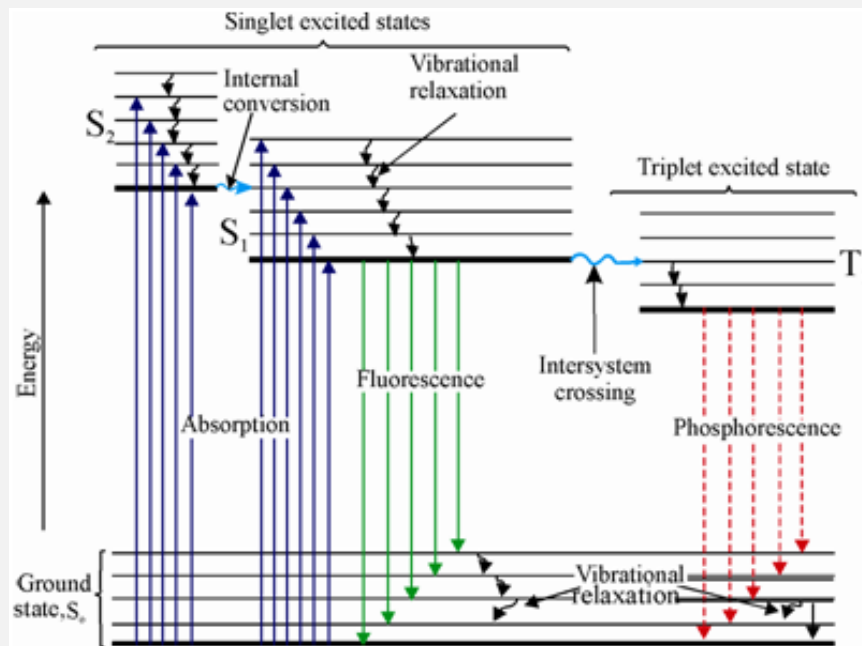 Singlet excited states
Internal
conversion
Vibrational
relaxation
S₂
Triplet excited state
S₁
T
Energy
Fluorescence
Intersystem
crossing
Absorption
Phosphorescence
Ground
state, S₀
Vibrational
relaxation